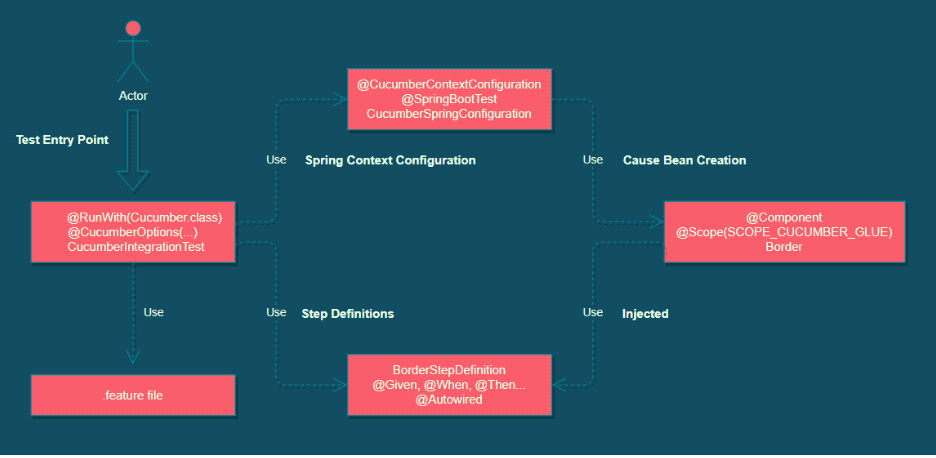 Actor
Test Entry Point
@CucumberContextConfiguration
@SpringBootTest
CucumberSpringConfiguration
Use
Spring Context Configuration
Use
Cause Bean Creation
@RunWith(Cucumber.class)
@CucumberOptions(...)
CucumberIntegrationTest
@Component
@Scope(SCOPE_CUCUMBER_GLUE)
Border
Use
Use
Step Definitions
Use
Injected
.feature file
BorderStepDefinition
@Given, @When, @Then...
@Autowired